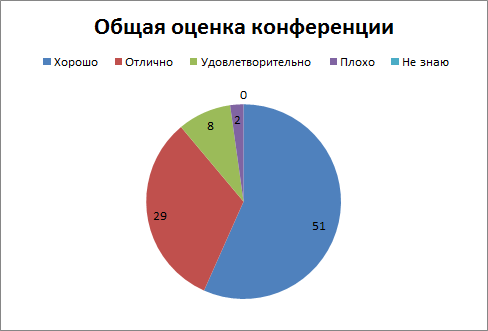 Общая оценка конференции
Хорошо Отлично Удовлетворительно Плохо Не знаю
0
2
8
29
51